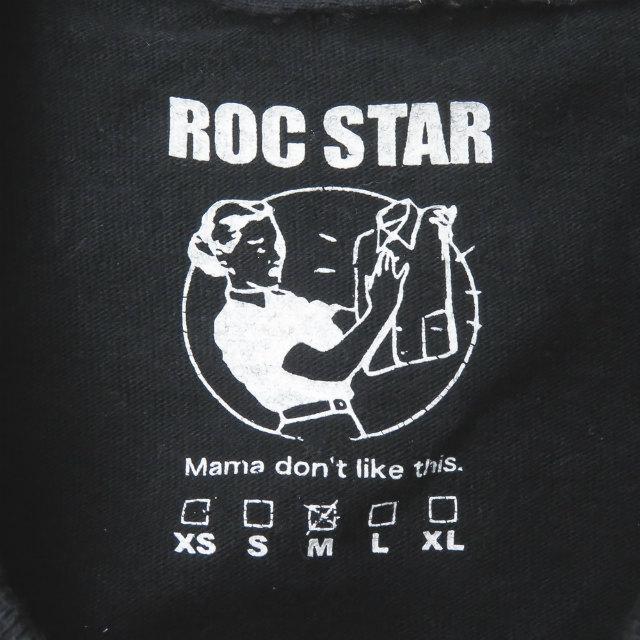 ROC STAR
Mama don't like this.
XS S M L XL